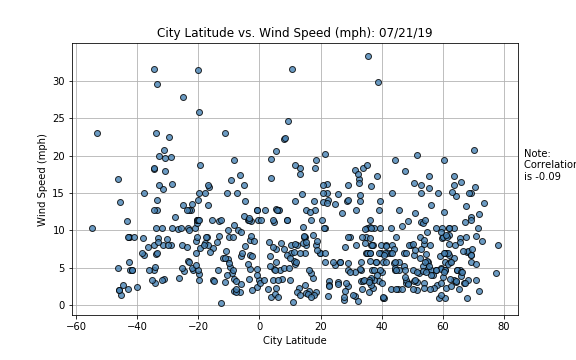 City Latitude vs. Wind Speed (mph): 07/21/19
30
25
20
15
10
5
0
Wind Speed (mph)
−60 −40 −20 0 20 40 60 80
City Latitude
Note:
Correlation
is -0.09